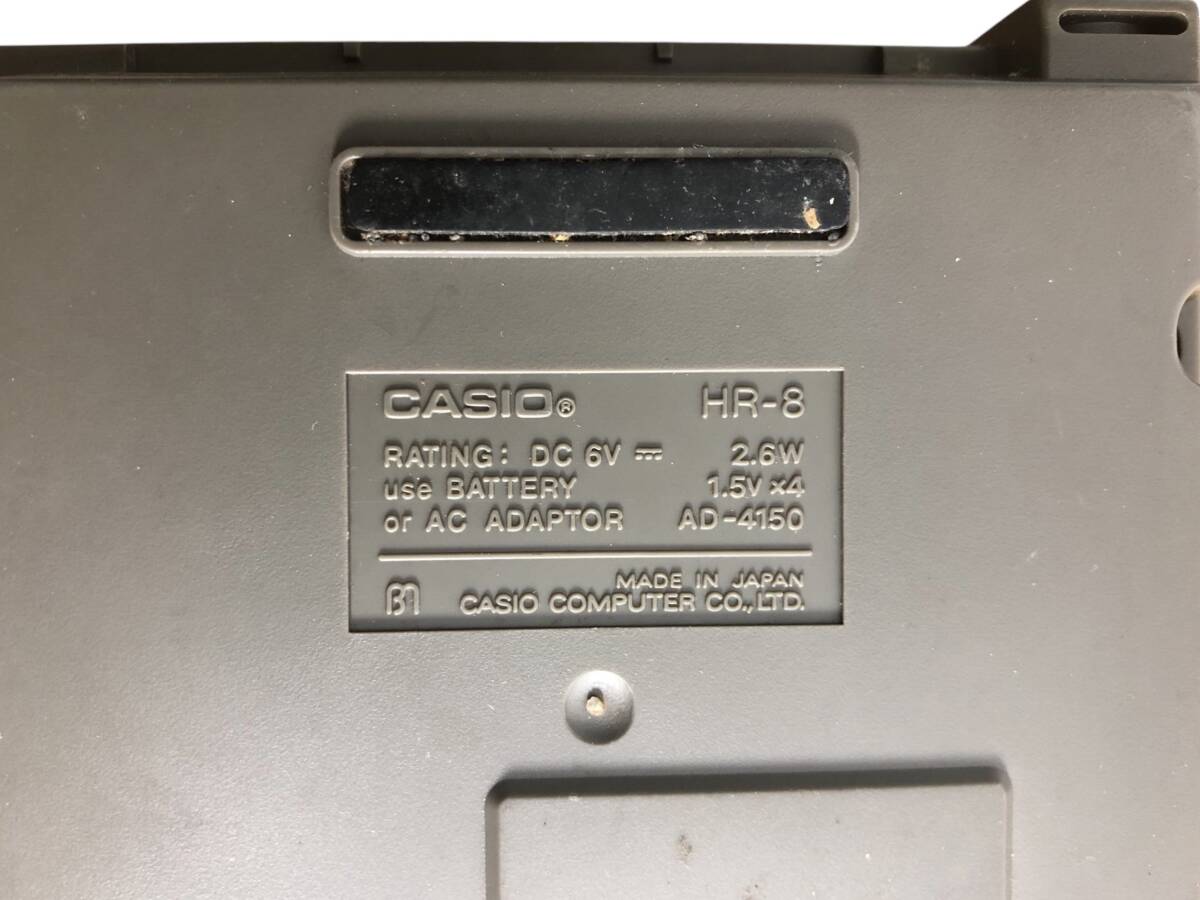 CASIO® HR-8
RATING: DC 6V ⎓ 2.6W
use BATTERY 1.5V ×4
or AC ADAPTOR AD-4150
MADE IN JAPAN
CASIO COMPUTER CO.,LTD.